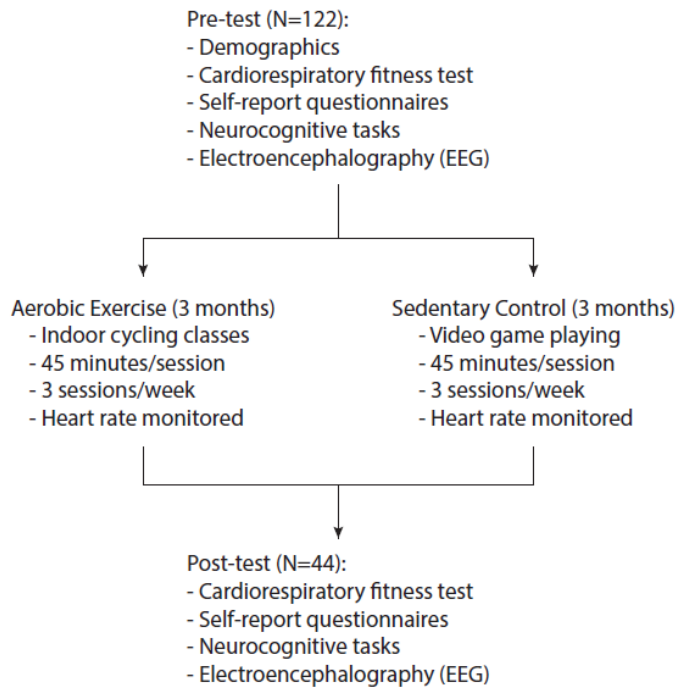 Pre-test (N=122):
- Demographics
- Cardiorespiratory fitness test
- Self-report questionnaires
- Neurocognitive tasks
- Electroencephalography (EEG)
Aerobic Exercise (3 months)
- Indoor cycling classes
- 45 minutes/session
- 3 sessions/week
- Heart rate monitored
Sedentary Control (3 months)
- Video game playing
- 45 minutes/session
- 3 sessions/week
- Heart rate monitored
Post-test (N=44):
- Cardiorespiratory fitness test
- Self-report questionnaires
- Neurocognitive tasks
- Electroencephalography (EEG)